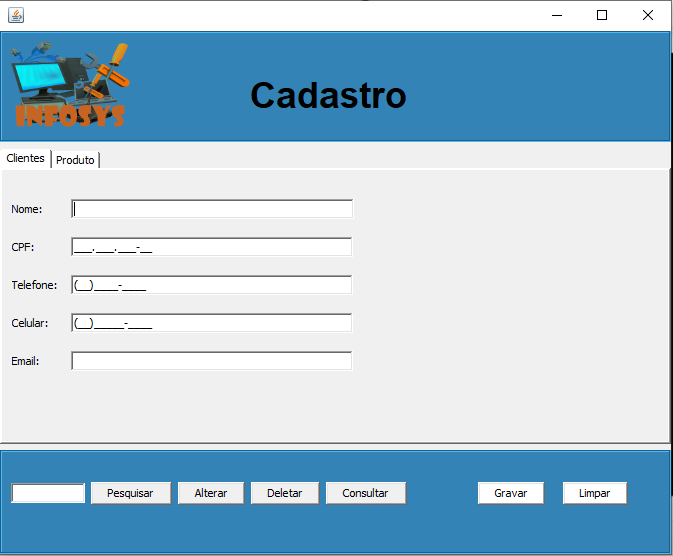 INFOSYS
Cadastro
Clientes Produto
Nome:
CPF: ___.___.___-__
Telefone: (__)____-____
Celular: (__)_____-____
Email:
Pesquisar Alterar Deletar Consultar Gravar Limpar